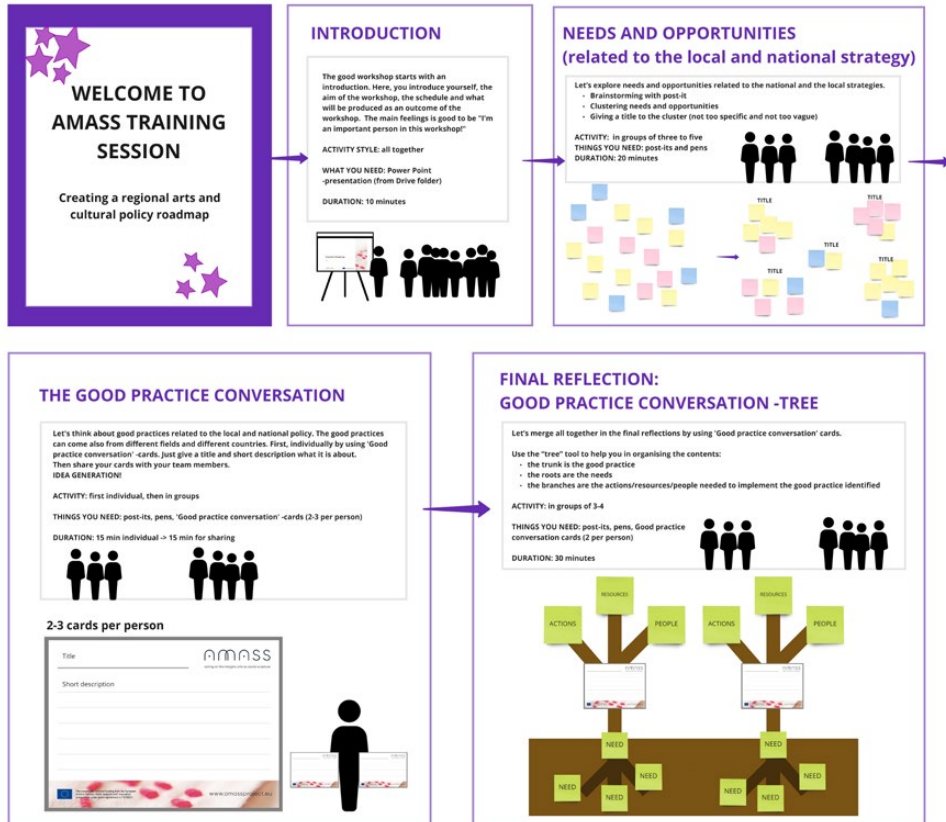 WELCOME TO
AMASS TRAINING
SESSION
Creating a regional arts and
cultural policy roadmap
INTRODUCTION
The good workshop starts with an
introduction. Here, you introduce yourself, the
aim of the workshop, the schedule and what
will be produced as an outcome of the
workshop. The main feelings is good to be "I'm
an important person in this workshop!"
ACTIVITY STYLE: all together
WHAT YOU NEED: Power Point
-presentation (from Drive folder)
DURATION: 10 minutes
NEEDS AND OPPORTUNITIES
(related to the local and national strategy)
Let's explore needs and opportunities related to the national and the local strategies.
- Brainstorming with post-it
- Clustering needs and opportunities
- Giving a title to the cluster (not too specific and not too vague)
ACTIVITY: in groups of three to five
THINGS YOU NEED: post-its and pens
DURATION: 20 minutes
TITLE
TITLE
TITLE
TITLE
TITLE
THE GOOD PRACTICE CONVERSATION
Let's think about good practices related to the local and national policy. The good practices
can come also from different fields and different countries. First, individually by using 'Good
practice conversation' -cards. Just give a title and short description what it is about.
Then share your cards with your team members.
IDEA GENERATION!
ACTIVITY: first individual, then in groups
THINGS YOU NEED: post-its, pens, 'Good practice conversation' -cards (2-3 per person)
DURATION: 15 min individual -> 15 min for sharing
2-3 cards per person
Title
AMASS
Short description
www.amassproject.eu
FINAL REFLECTION:
GOOD PRACTICE CONVERSATION -TREE
Let's merge all together in the final reflections by using 'Good practice conversation' cards.
Use the "tree" tool to help you in organising the contents:
• the trunk is the good practice
• the roots are the needs
• the branches are the actions/resources/people needed to implement the good practice identified
ACTIVITY: in groups of 3-4
THINGS YOU NEED: post-its, pens, Good practice
conversation cards (2 per person)
DURATION: 30 minutes
RESOURCES
RESOURCES
ACTIONS
PEOPLE
ACTIONS
PEOPLE
AMASS
AMASS
NEED
NEED
NEED
NEED
NEED
NEED
NEED
NEED